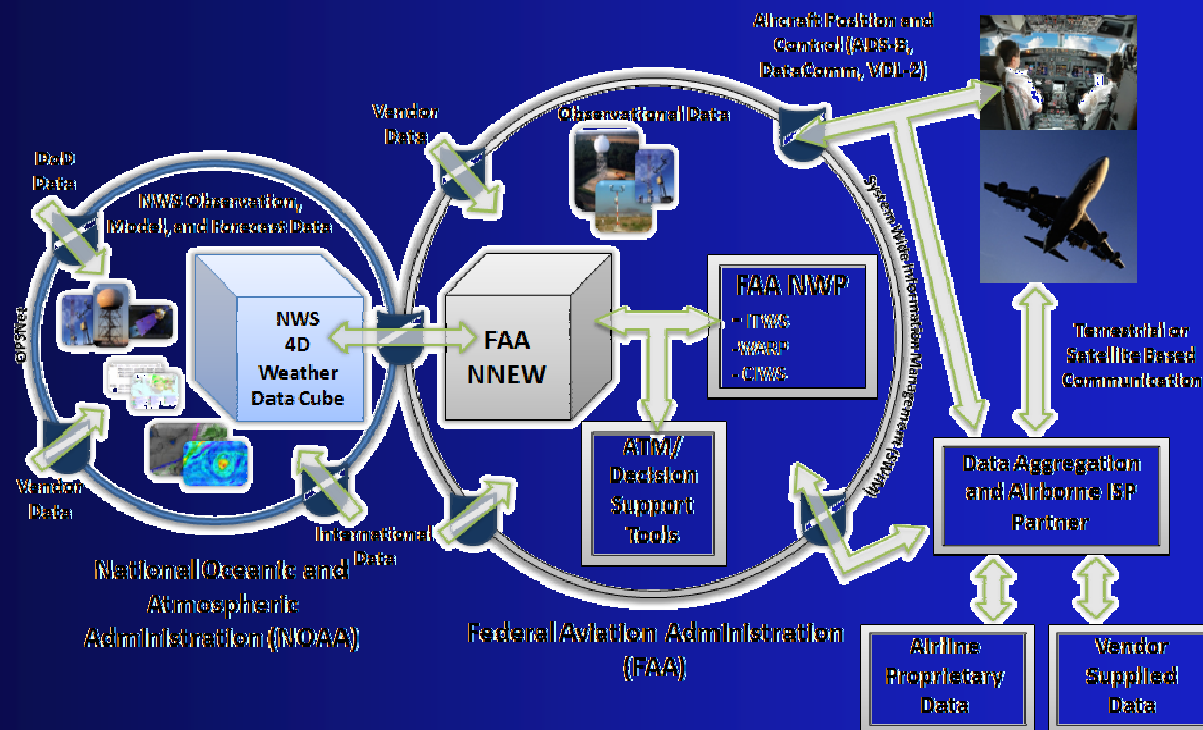 Aircraft Position and
Control (ADS-B,
DataComm, VDL-2)
Vendor
Data
Observational Data
DoD
Data
NWS Observation,
Model, and Forecast Data
System Wide Information Management (SWIM)
OPSNet
NWS
4D
Weather
Data Cube
FAA
NNEW
FAA NWP
- ITWS
-WARP
- CIWS
Terrestrial or
Satellite Based
Communication
ATM/
Decision
Support
Tools
Data Aggregation
and Airborne ISP
Partner
Vendor
Data
International
Data
National Oceanic and
Atmospheric
Administration (NOAA)
Federal Aviation Administration
(FAA)
Airline
Proprietary
Data
Vendor
Supplied
Data